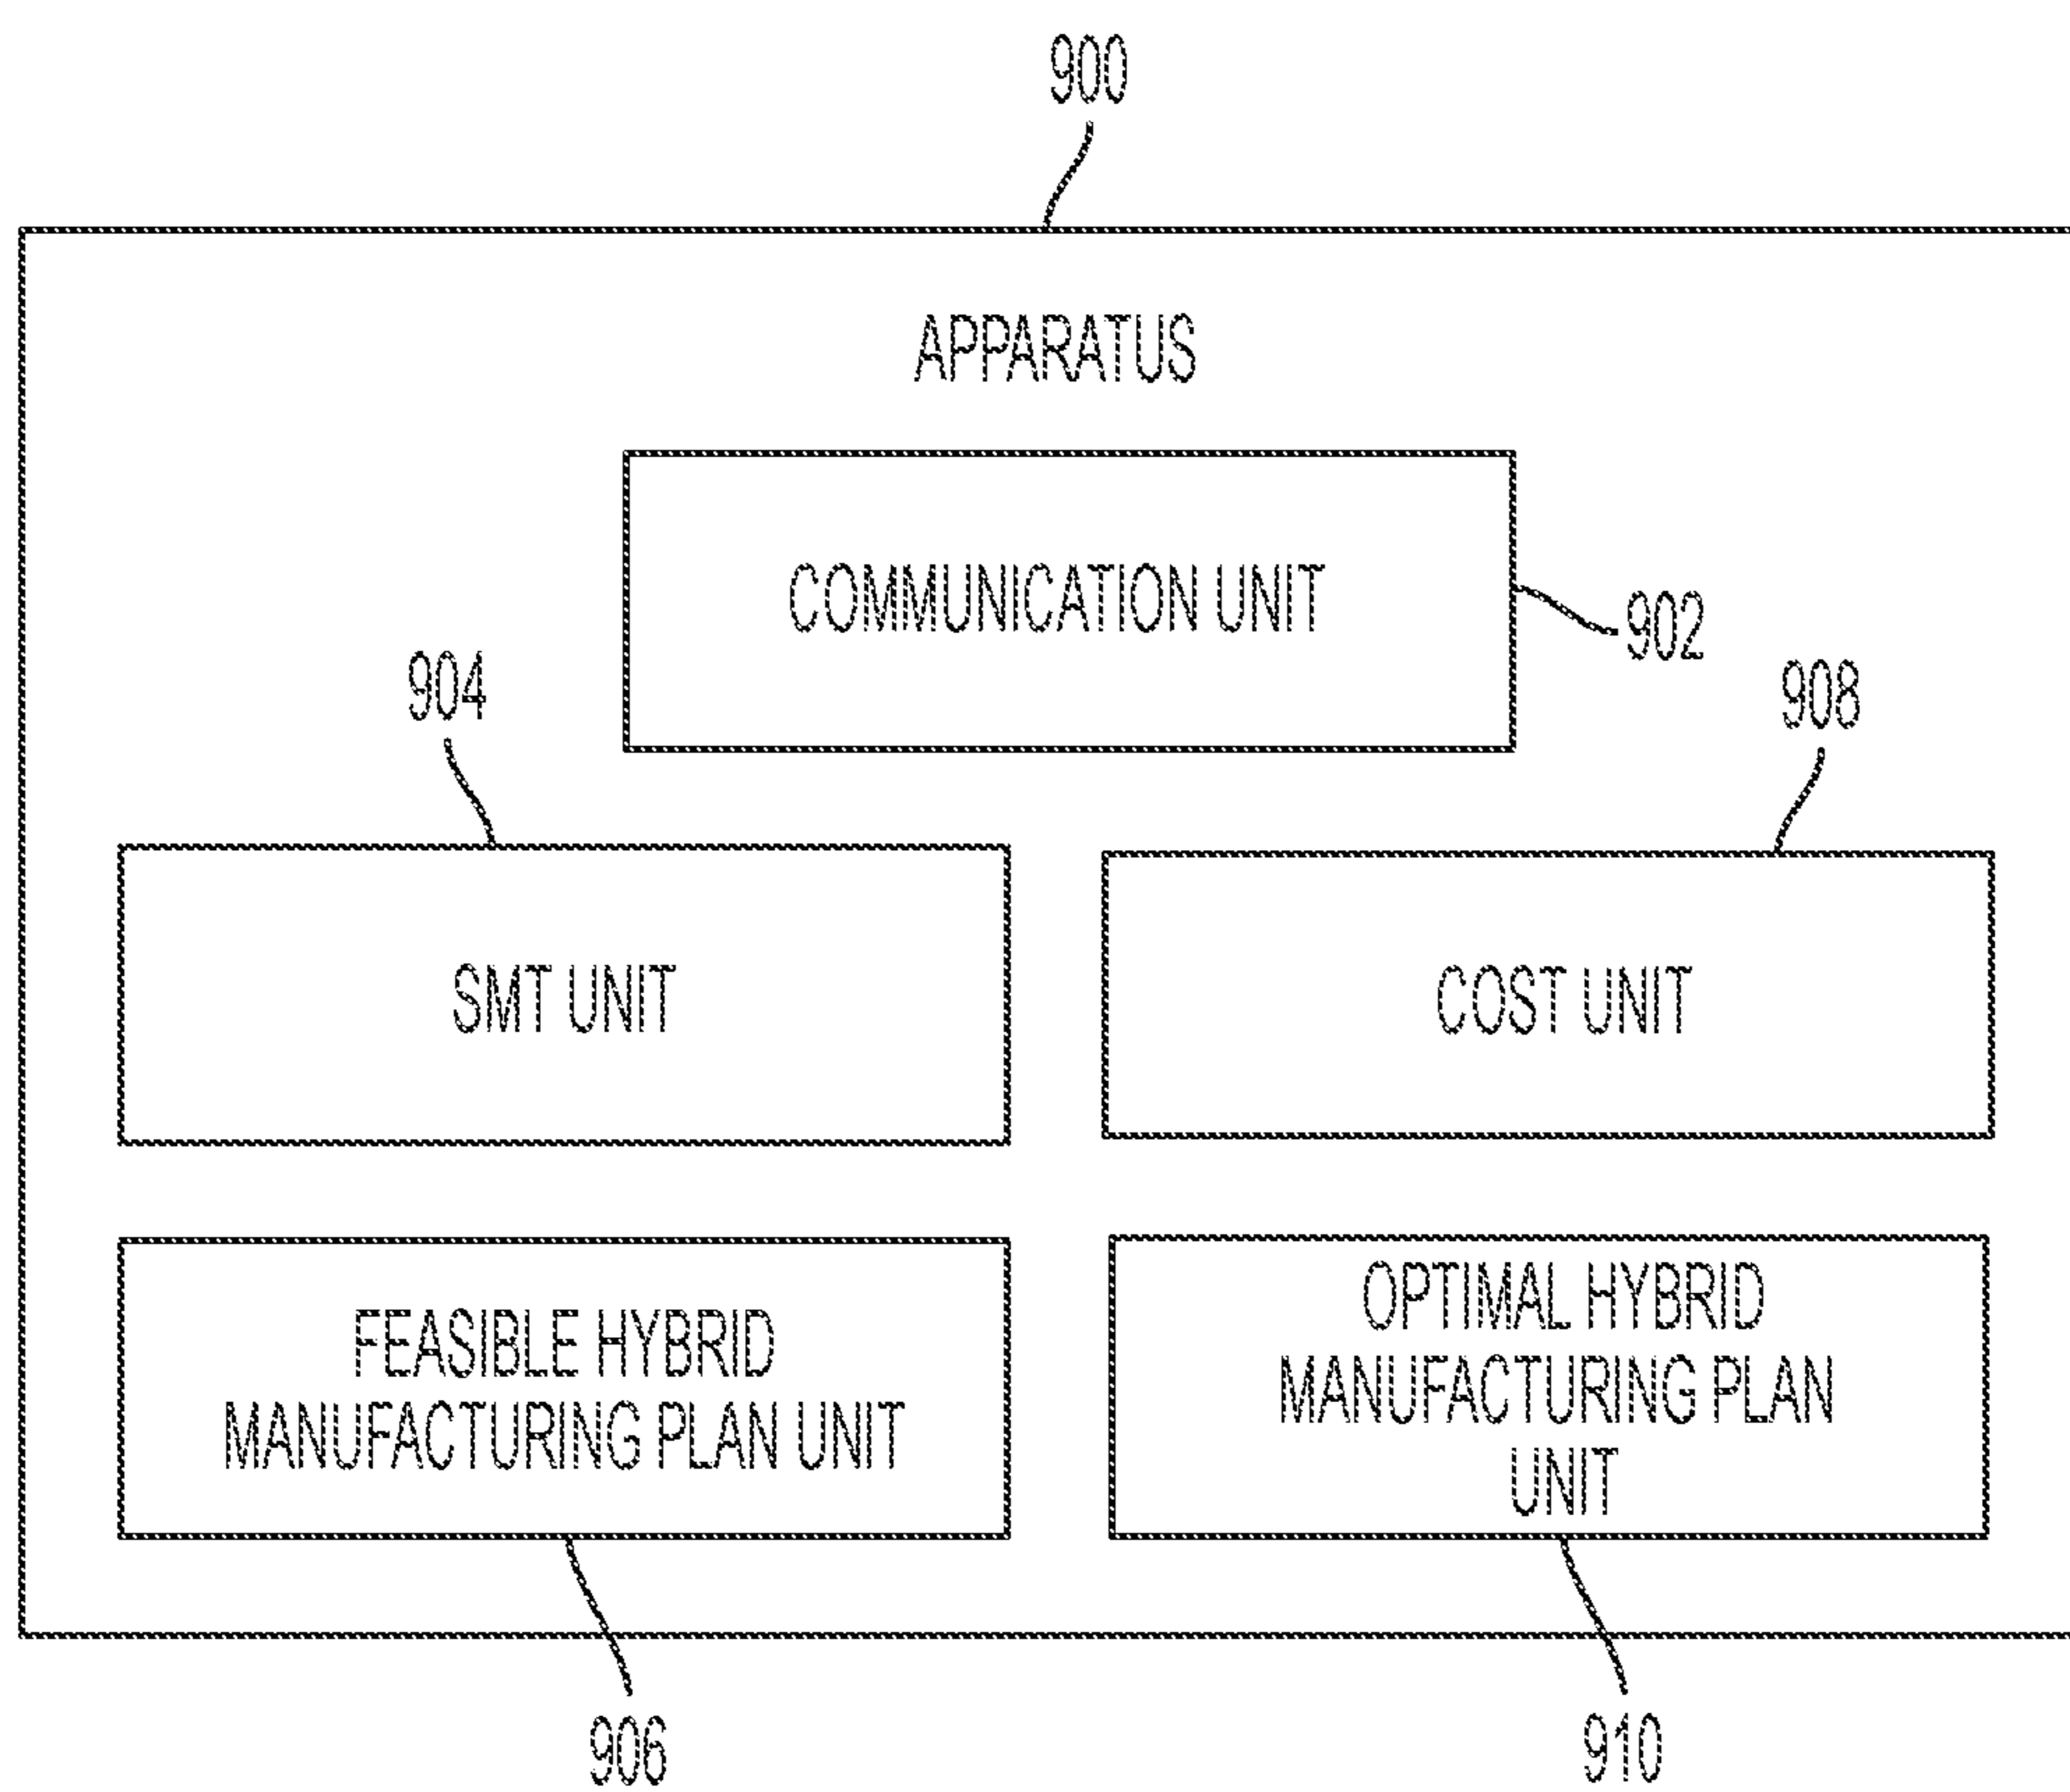 900
APPARATUS
COMMUNICATION UNIT
902
904
908
SMT UNIT
COST UNIT
FEASIBLE HYBRID
MANUFACTURING PLAN UNIT
OPTIMAL HYBRID
MANUFACTURING PLAN
UNIT
906
910